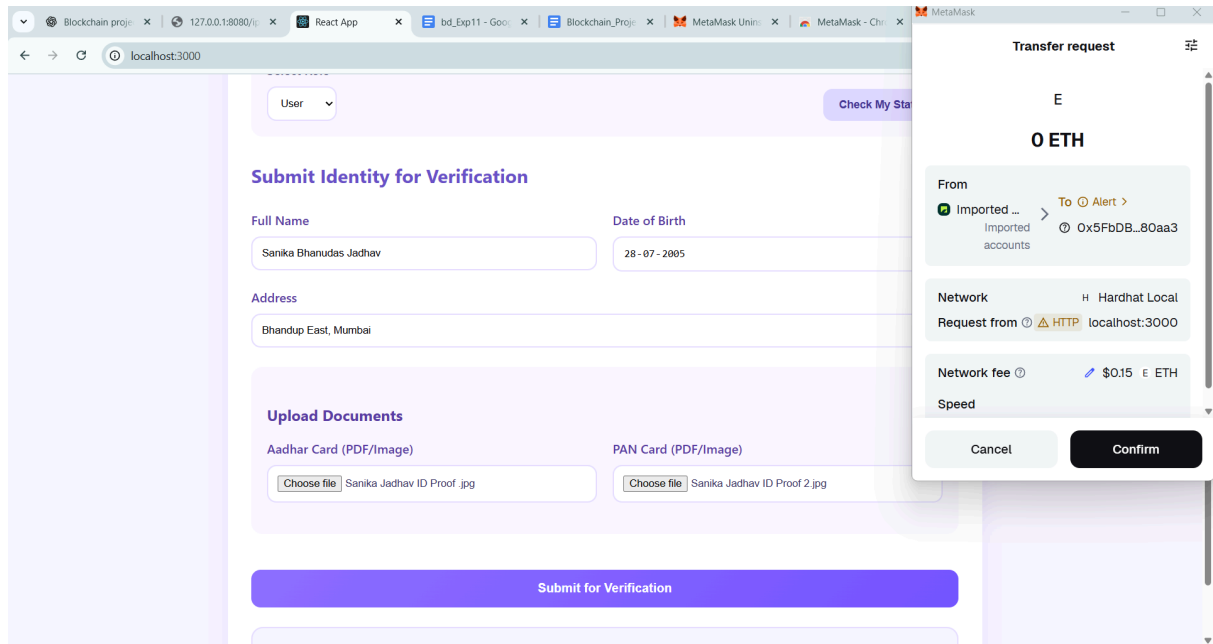 Blockchain proje
127.0.0.1:8080/ip
React App
bd_Exp11 - Goo
Blockchain_Proje
MetaMask Unins
MetaMask - Chr
MetaMask
localhost:3000
User
Check My Sta
Submit Identity for Verification
Full Name
Date of Birth
Sanika Bhanudas Jadhav
28-07-2005
Address
Bhandup East, Mumbai
Upload Documents
Aadhar Card (PDF/Image)
PAN Card (PDF/Image)
Choose file Sanika Jadhav ID Proof .jpg
Choose file Sanika Jadhav ID Proof 2.jpg
Submit for Verification
Transfer request
E
0 ETH
From
To Alert >
Imported ...
Imported
accounts
0x5FbDB...80aa3
Network
H Hardhat Local
Request from HTTP localhost:3000
Network fee $0.15 E ETH
Speed
Cancel
Confirm